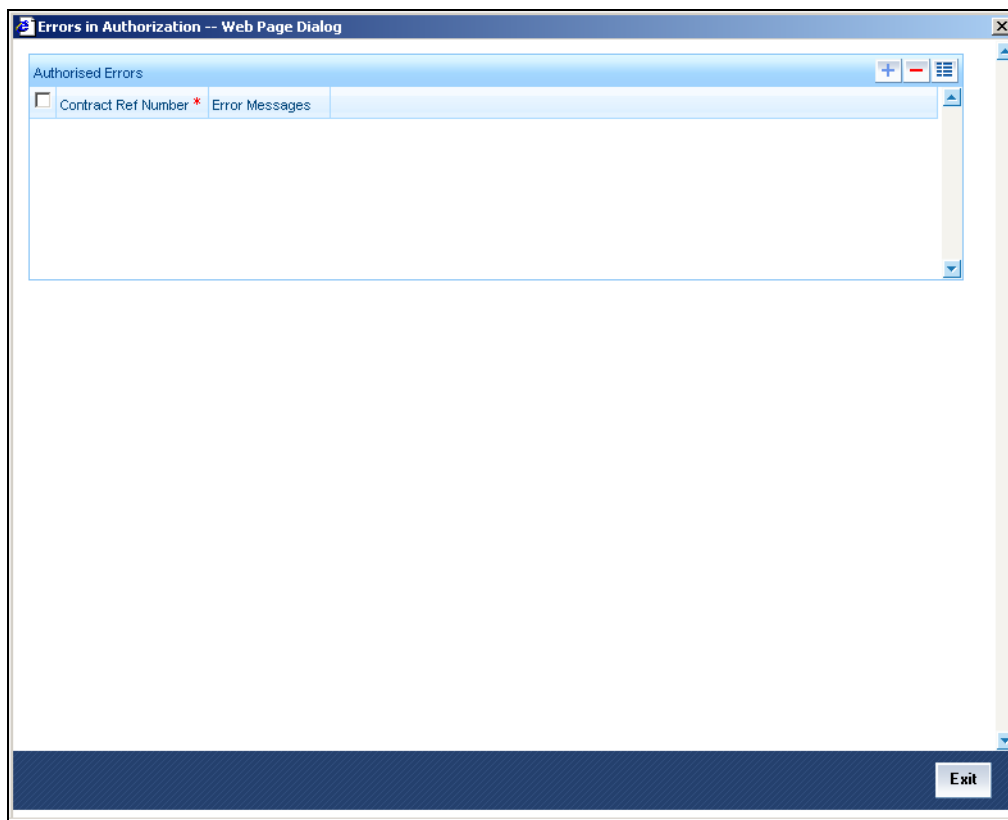 Errors in Authorization -- Web Page Dialog
Authorised Errors
Contract Ref Number * Error Messages
Exit